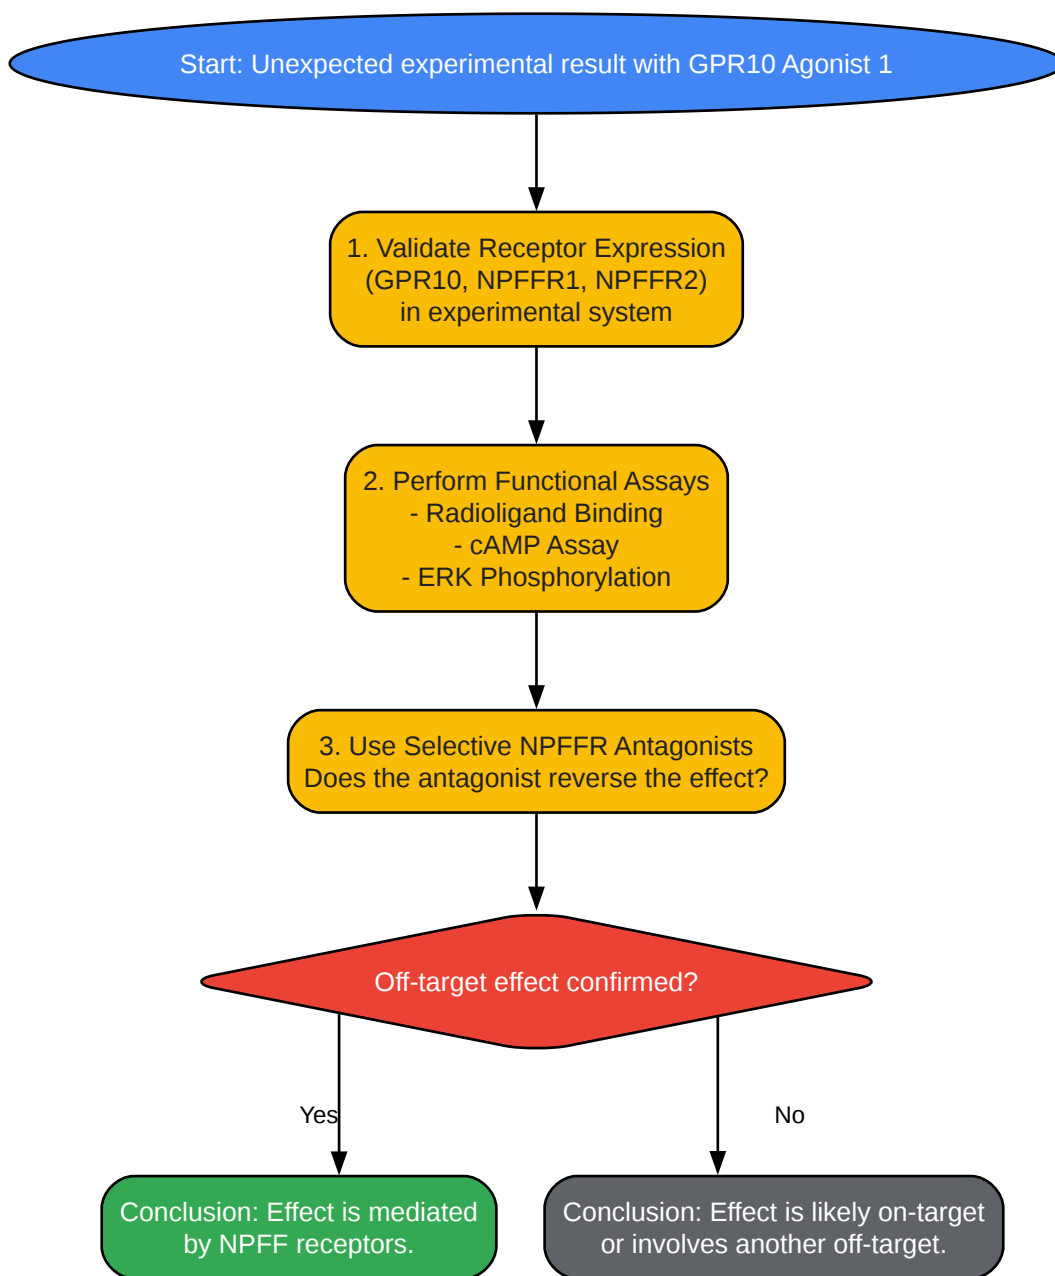 Start: Unexpected experimental result with GPR10 Agonist 1
1. Validate Receptor Expression
(GPR10, NPFFR1, NPFFR2)
in experimental system
2. Perform Functional Assays
- Radioligand Binding
- cAMP Assay
- ERK Phosphorylation
3. Use Selective NPFFR Antagonists
Does the antagonist reverse the effect?
Off-target effect confirmed?
Yes
No
Conclusion: Effect is mediated
by NPFF receptors.
Conclusion: Effect is likely on-target
or involves another off-target.